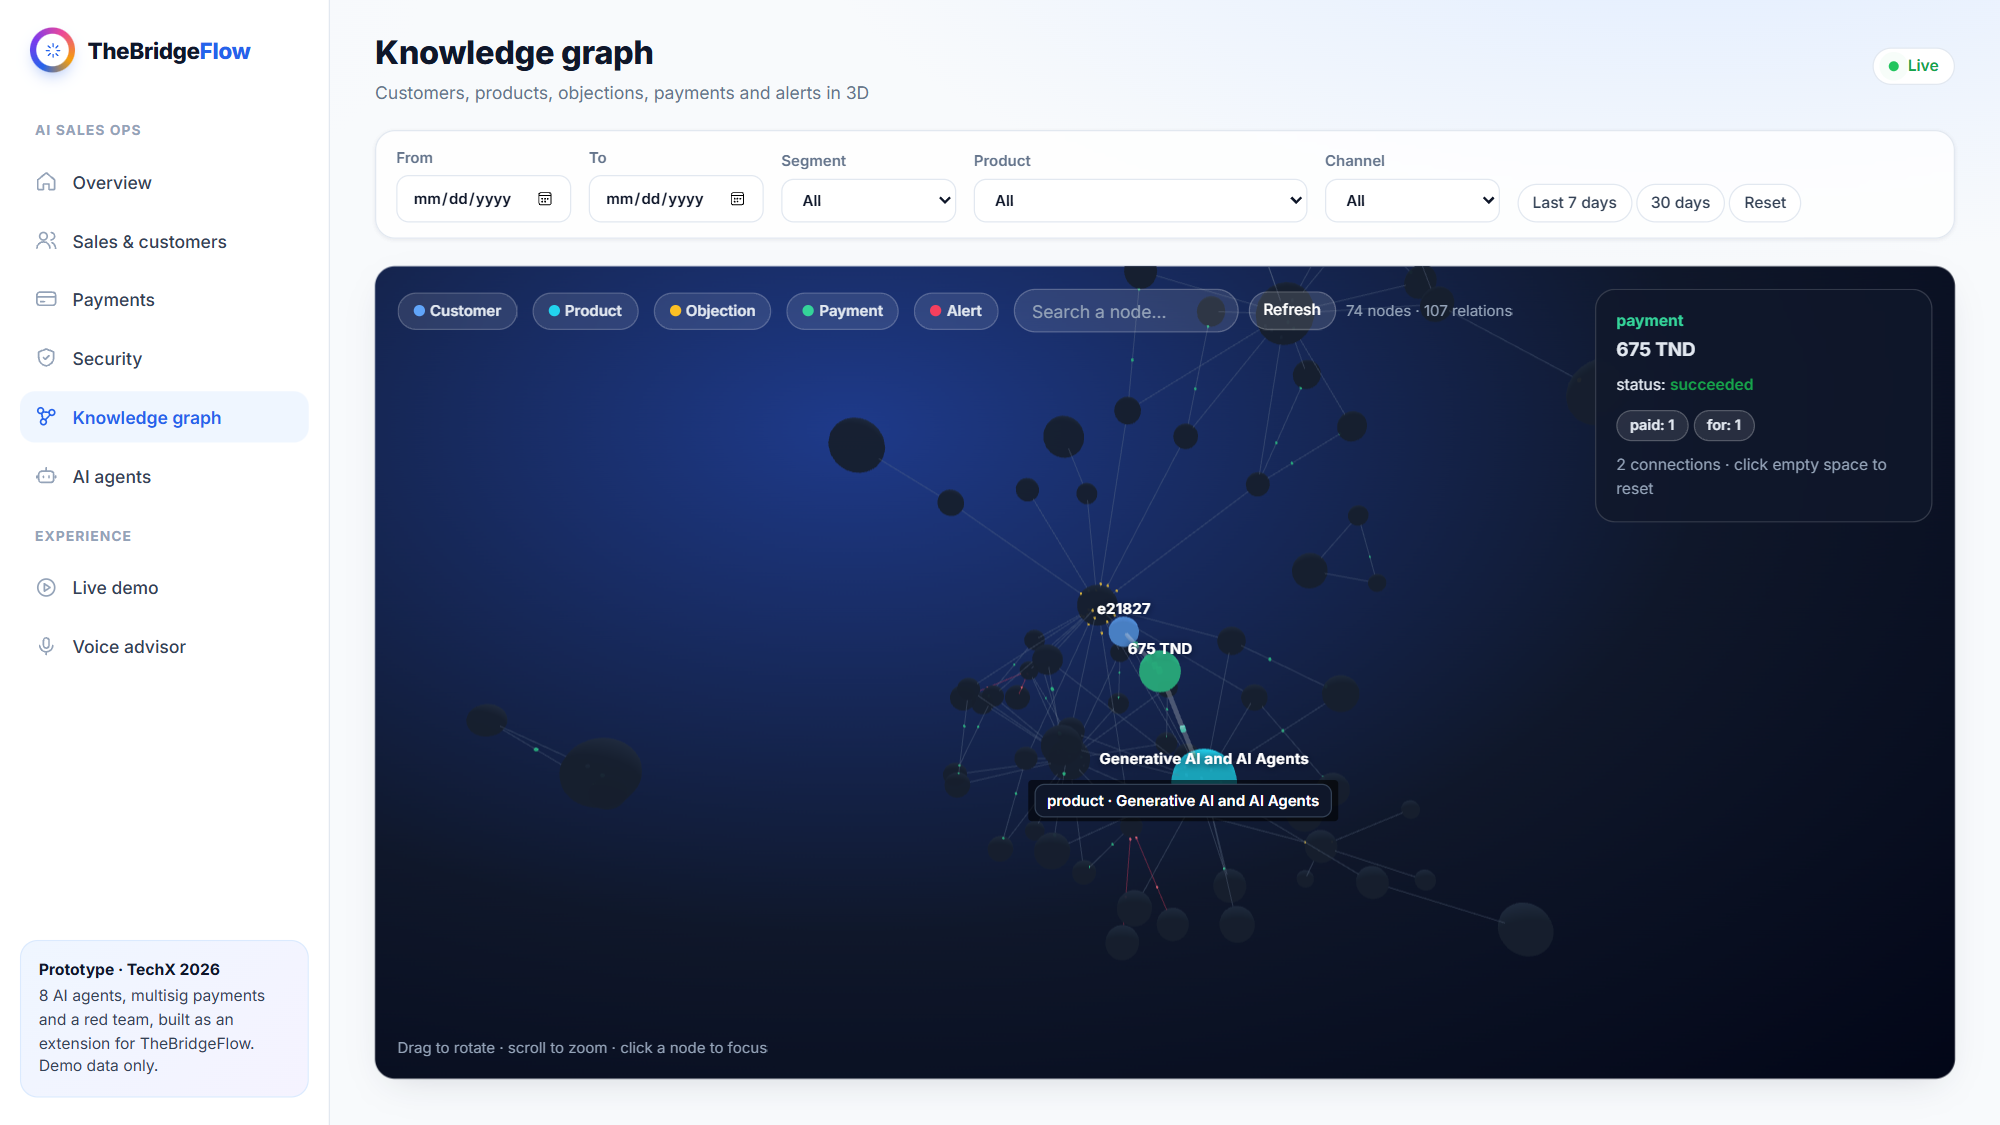 TheBridgeFlow
AI SALES OPS
Overview
Sales & customers
Payments
Security
Knowledge graph
AI agents
EXPERIENCE
Live demo
Voice advisor
Prototype · TechX 2026
8 AI agents, multisig payments
and a red team, built as an
extension for TheBridgeFlow.
Demo data only.
Knowledge graph
Customers, products, objections, payments and alerts in 3D
Live
From
To
Segment
Product
Channel
mm/dd/yyyy
mm/dd/yyyy
All
All
All
Last 7 days
30 days
Reset
Customer
Product
Objection
Payment
Alert
Search a node...
Refresh
74 nodes · 107 relations
payment
675 TND
status: succeeded
paid: 1
for: 1
2 connections · click empty space to
reset
e21827
675 TND
Generative AI and AI Agents
product · Generative AI and AI Agents
Drag to rotate · scroll to zoom · click a node to focus